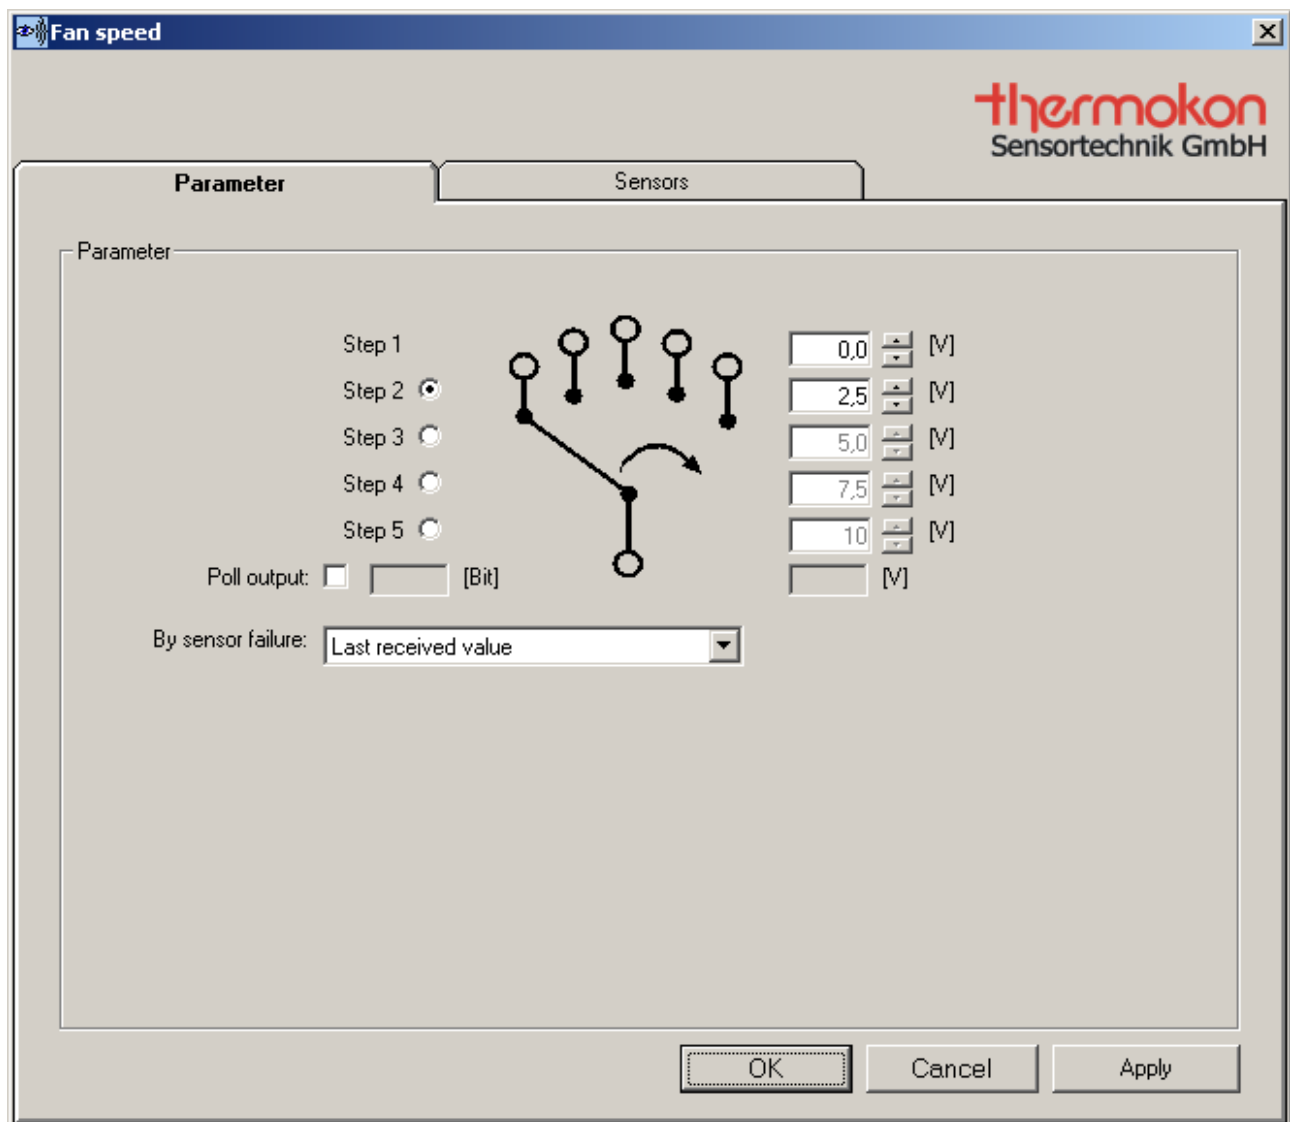 Fan speed
thermokon
Sensortechnik GmbH
Parameter
Sensors
Parameter
Step 1
0,0 [V]
Step 2
2,5 [V]
Step 3
5,0 [V]
Step 4
7,5 [V]
Step 5
10 [V]
Poll output: [Bit] [V]
By sensor failure: Last received value
OK
Cancel
Apply